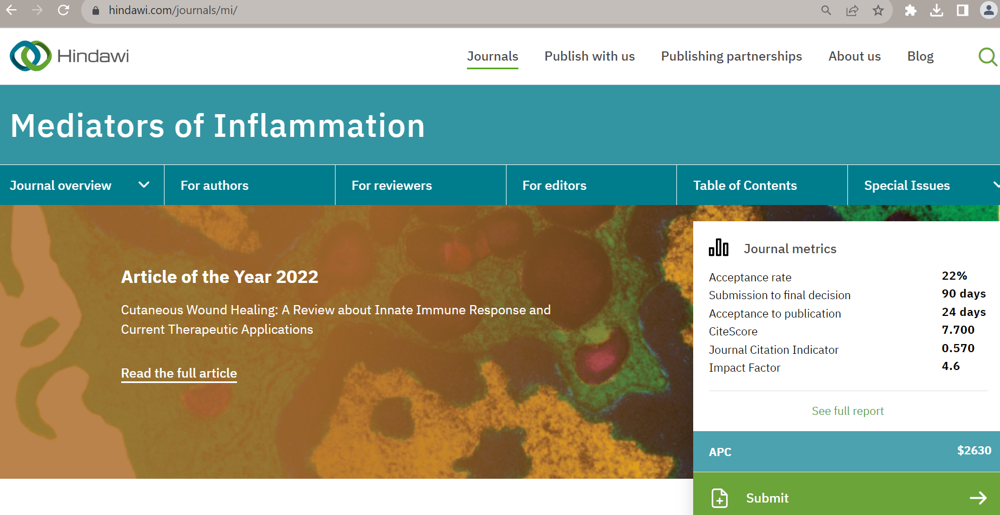 hindawi.com/journals/mi/
Hindawi
Journals
Publish with us
Publishing partnerships
About us
Blog
Mediators of Inflammation
Journal overview
For authors
For reviewers
For editors
Table of Contents
Special Issues
Article of the Year 2022
Cutaneous Wound Healing: A Review about Innate Immune Response and
Current Therapeutic Applications
Read the full article
Journal metrics
Acceptance rate 22%
Submission to final decision 90 days
Acceptance to publication 24 days
CiteScore 7.700
Journal Citation Indicator 0.570
Impact Factor 4.6
See full report
APC $2630
Submit